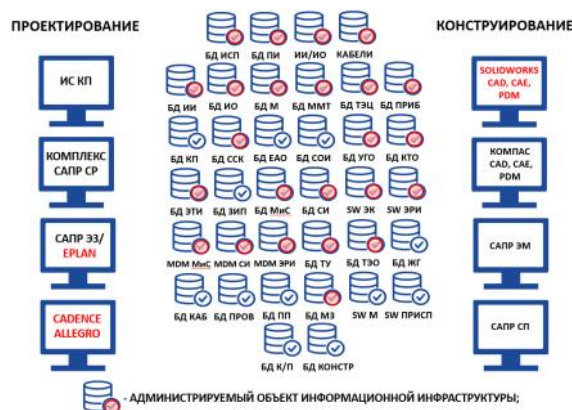 ПРОЕКТИРОВАНИЕ
КОНСТРУИРОВАНИЕ
БД ИСП БД ПИ ИИ/ИО КАБЕЛИ
ИС КП
БД ИИ БД ИО БД М БД ММТ БД ТЭЦ БД ПРИБ
SOLIDWORKS
CAD, CAE,
PDM
КОМПЛЕКС
САПР СР
БД КП БД ССК БД ЕАО БД СОИ БД УГО БД КТО
КОМПАС
CAD, CAE,
PDM
БД ЭТИ БД ЗИП БД МиС БД СИ SW ЭК SW ЭРИ
САПР ЭЗ/
EPLAN
MDM МиС MDM СИ MDM ЭРИ БД ТУ БД ТЭО БД ЖГ
САПР ЭМ
CADENCE
ALLEGRO
БД КАБ БД ПРОВ БД ПП БД МЗ SW М SW ПРИСП
САПР СП
БД К/П БД КОНСТР
- АДМИНИСТРИРУЕМЫЙ ОБЪЕКТ ИНФОРМАЦИОННОЙ ИНФРАСТРУКТУРЫ;